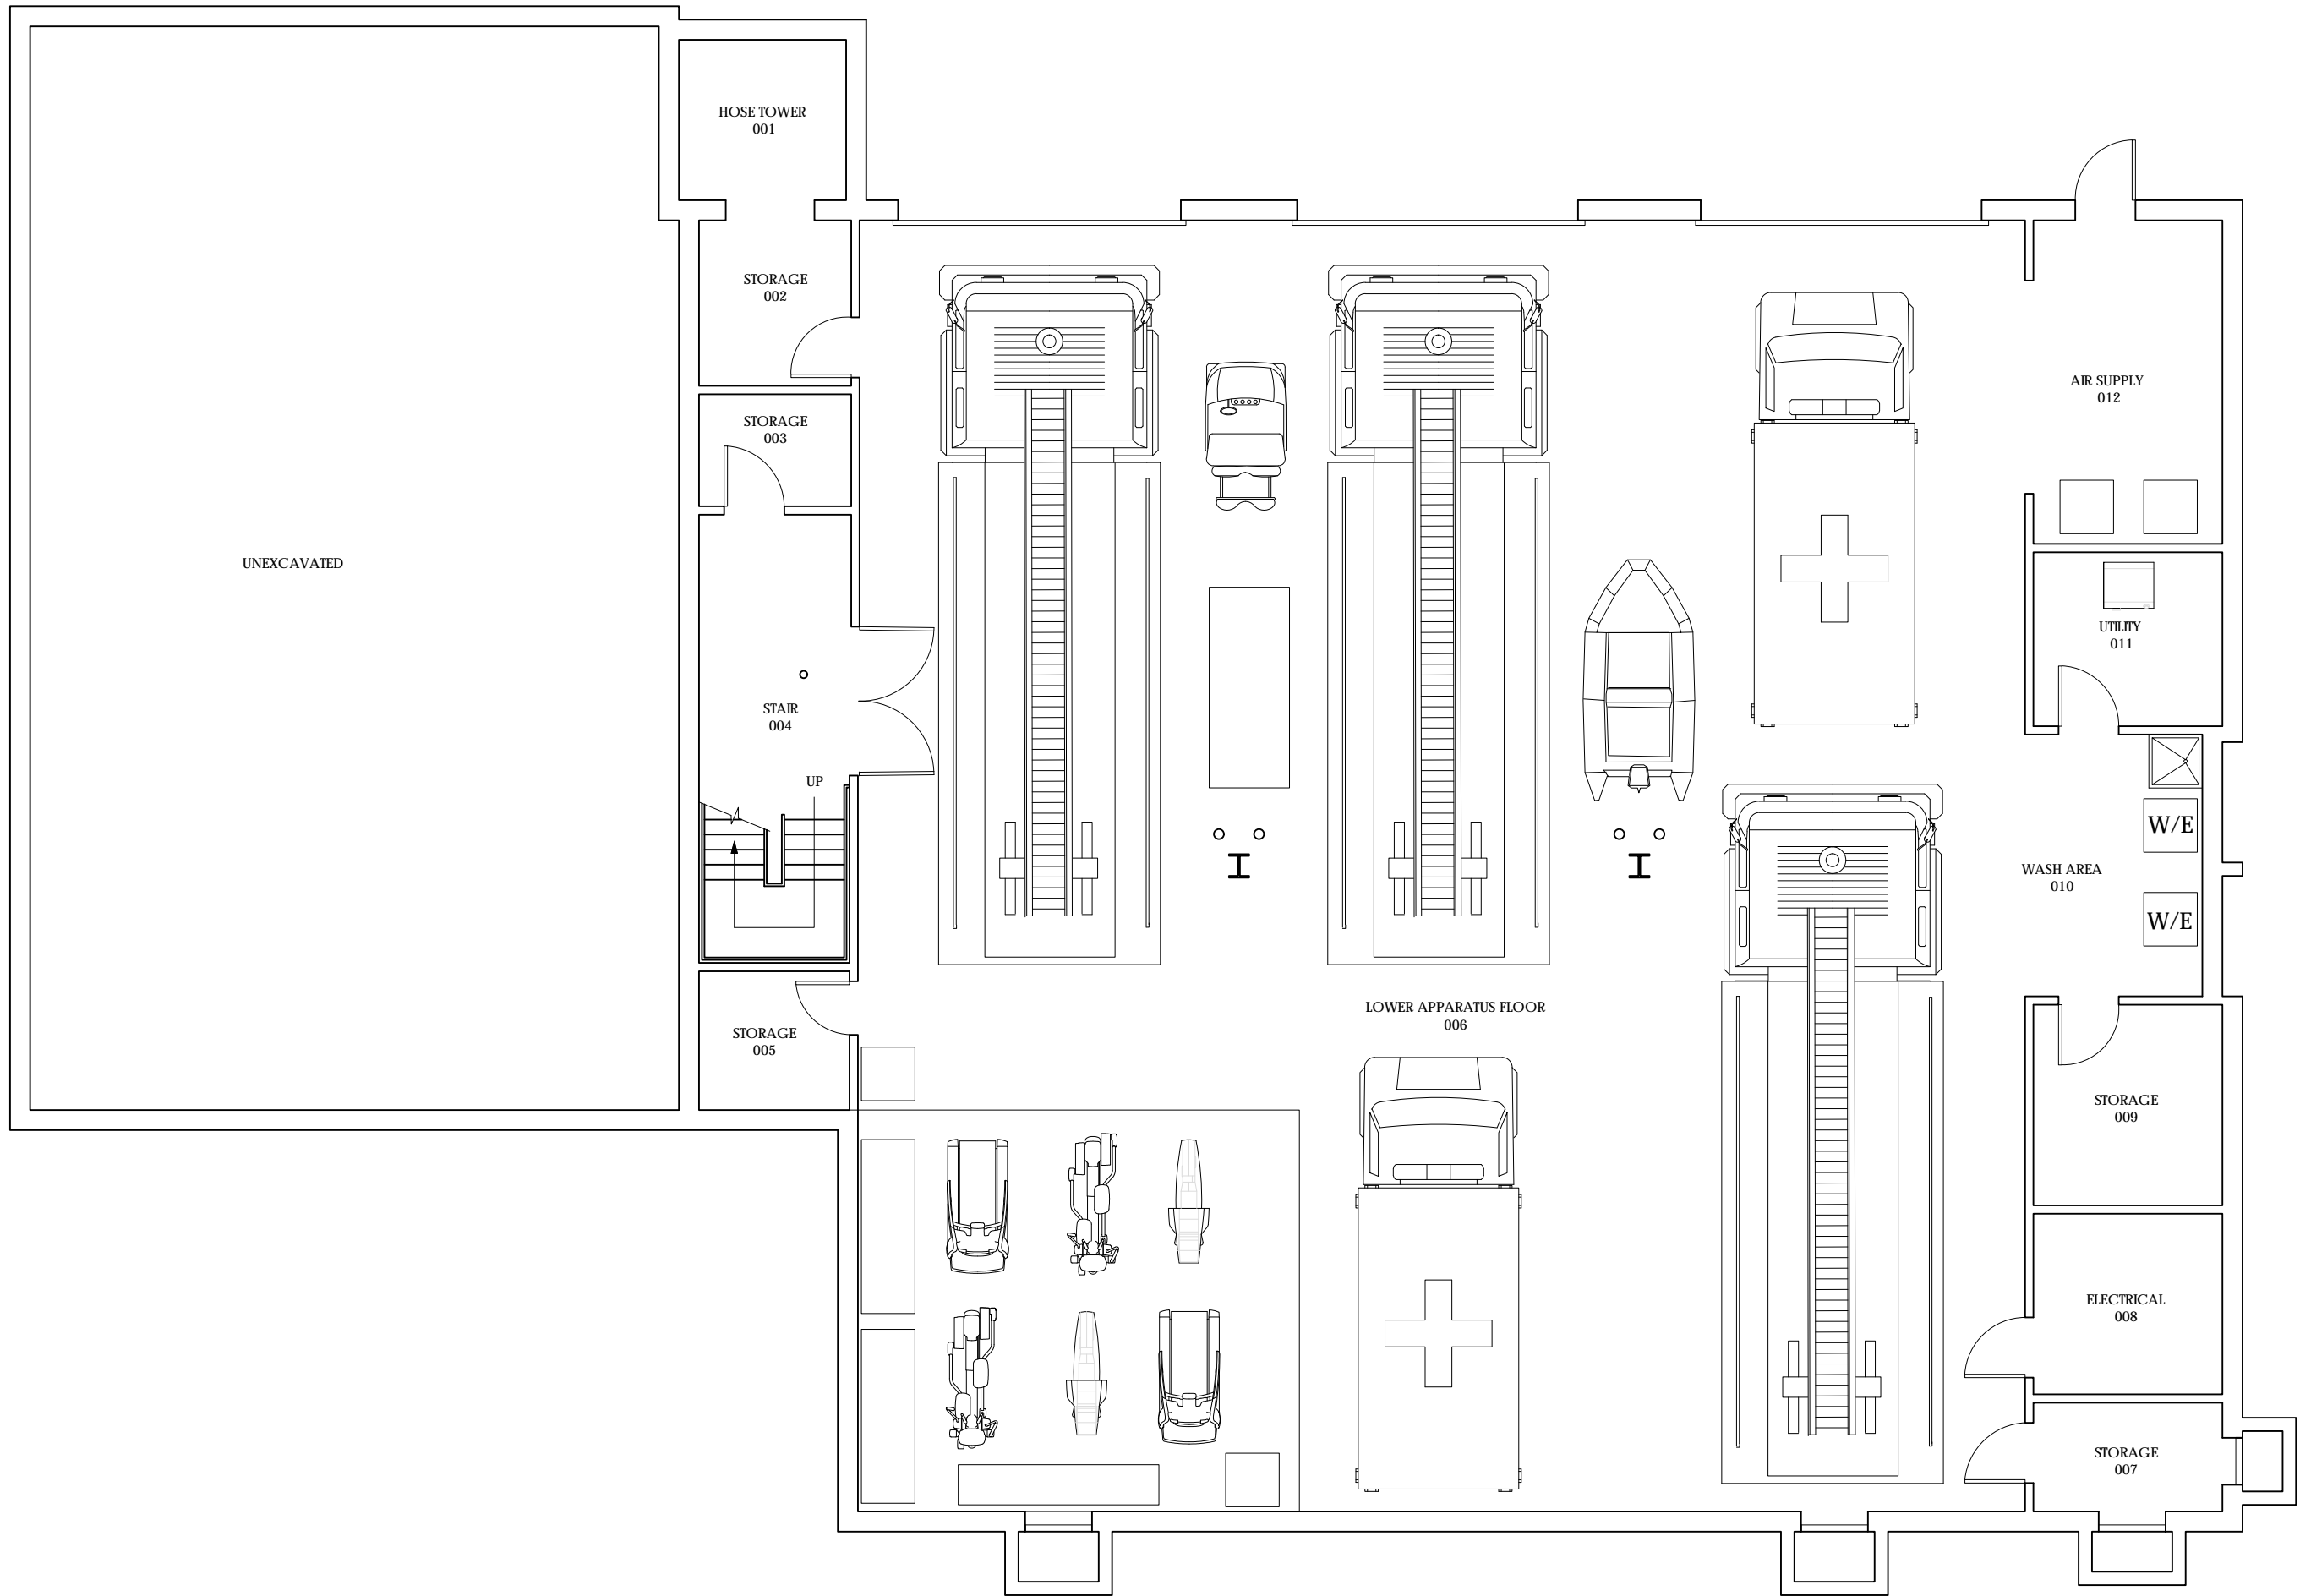 HOSE TOWER
001
STORAGE
002
AIR SUPPLY
012
STORAGE
003
UNEXCAVATED
UTILITY
011
STAIR
004
UP
W/E
WASH AREA
010
W/E
LOWER APPARATUS FLOOR
006
STORAGE
005
STORAGE
009
ELECTRICAL
008
STORAGE
007